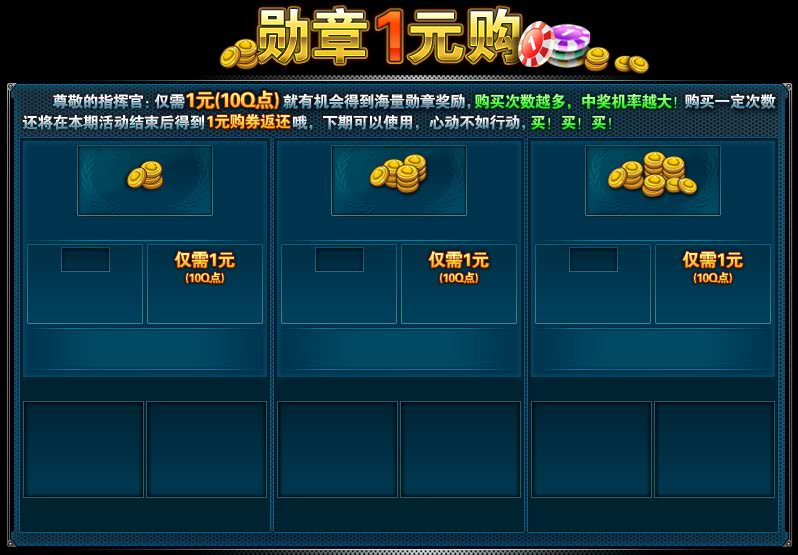 勋章1元购
尊敬的指挥官：仅需1元(10Q点)就有机会得到海量勋章奖励，购买次数越多，中奖机率越大！购买一定次数
还将在本期活动结束后得到1元购券返还哦，下期可以使用，心动不如行动，买！买！买！
仅需1元
(10Q点)
仅需1元
(10Q点)
仅需1元
(10Q点)